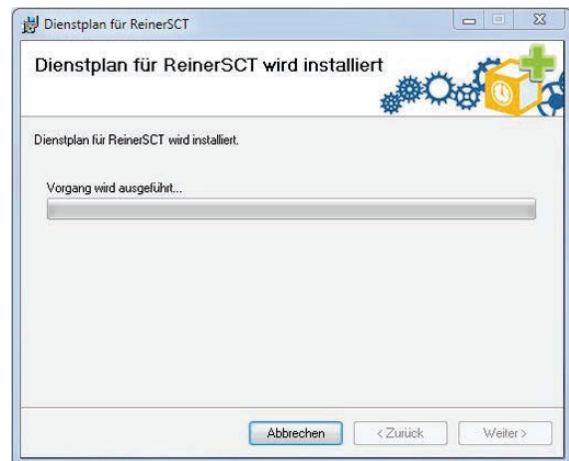 Dienstplan für ReinerSCT
Dienstplan für ReinerSCT wird installiert
Dienstplan für ReinerSCT wird installiert.
Vorgang wird ausgeführt...
Abbrechen
< Zurück
Weiter >